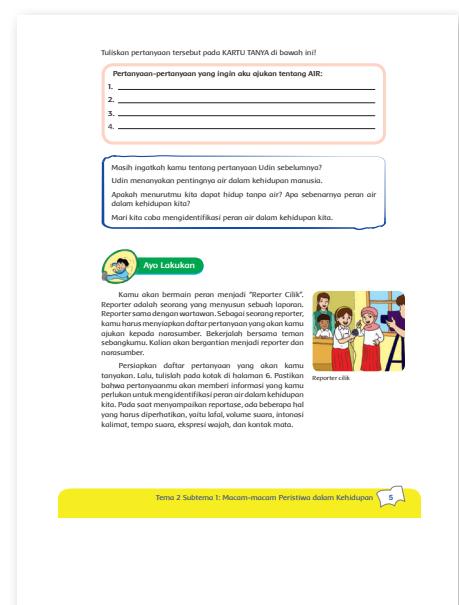 Tuliskan pertanyaan tersebut pada KARTU TANYA di bawah ini!
Pertanyaan-pertanyaan yang ingin aku ajukan tentang AIR:
1.
2.
3.
4.
Masih ingatkah kamu tentang pertanyaan Udin sebelumnya?
Udin menanyakan pentingnya air dalam kehidupan manusia.
Apakah menurutmu kita dapat hidup tanpa air? Apa sebenarnya peran air
dalam kehidupan kita?
Mari kita coba mengidentifikasi peran air dalam kehidupan kita.
Ayo Lakukan
Kamu akan bermain peran menjadi “Reporter Cilik”.
Reporter adalah seorang yang menyusun sebuah laporan.
Reporter sama dengan wartawan. Sebagai seorang reporter,
kamu harus menyiapkan daftar pertanyaan yang akan kamu
ajukan kepada narasumber. Bekerjalah bersama teman
sebangkumu. Kalian akan bergantian menjadi reporter dan
narasumber.
Persiapkan daftar pertanyaan yang akan kamu
tanyakan. Lalu, tulislah pada kotak di halaman 6. Pastikan
bahwa pertanyaanmu akan memberi informasi yang kamu
perlukan untuk mengidentifikasi peran air dalam kehidupan
kita. Pada saat menyampaikan reportase, ada beberapa hal
yang harus diperhatikan, yaitu lafal, volume suara, intonasi
kalimat, tempo suara, ekspresi wajah, dan kontak mata.
Reporter cilik
Tema 2 Subtema 1: Macam-macam Peristiwa dalam Kehidupan
5